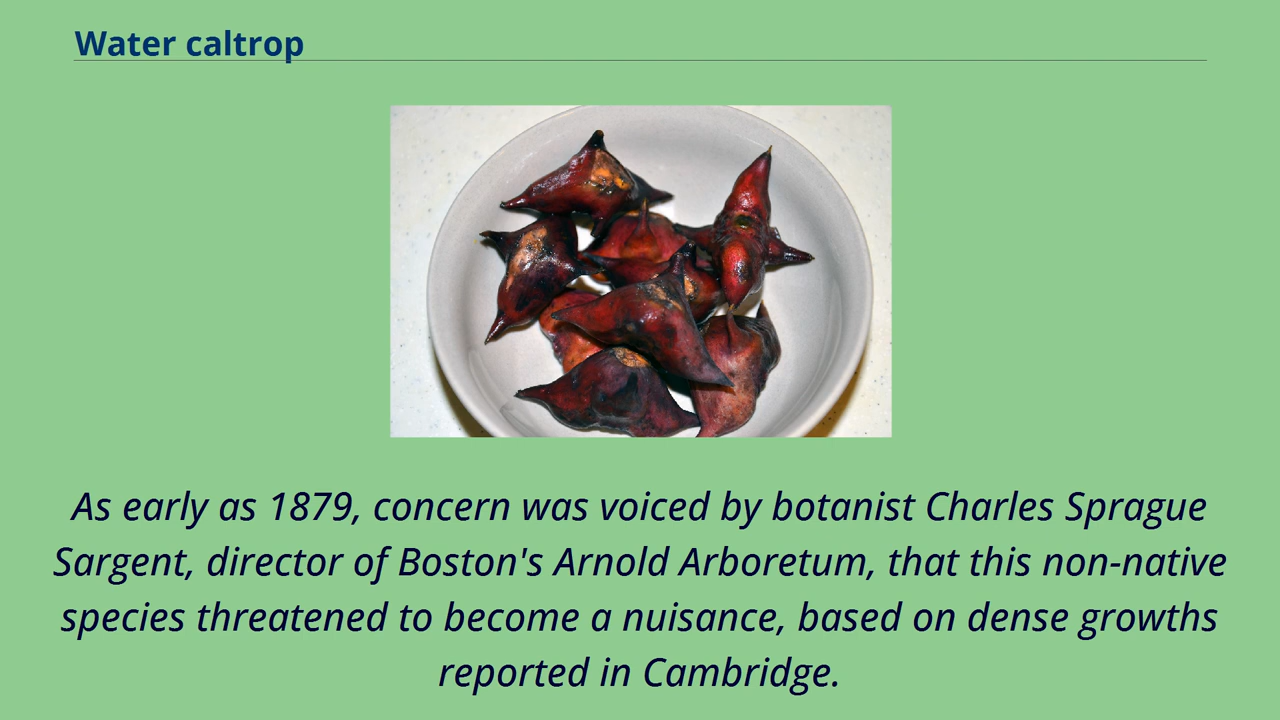 Water caltrop
As early as 1879, concern was voiced by botanist Charles Sprague
Sargent, director of Boston's Arnold Arboretum, that this non-native
species threatened to become a nuisance, based on dense growths
reported in Cambridge.